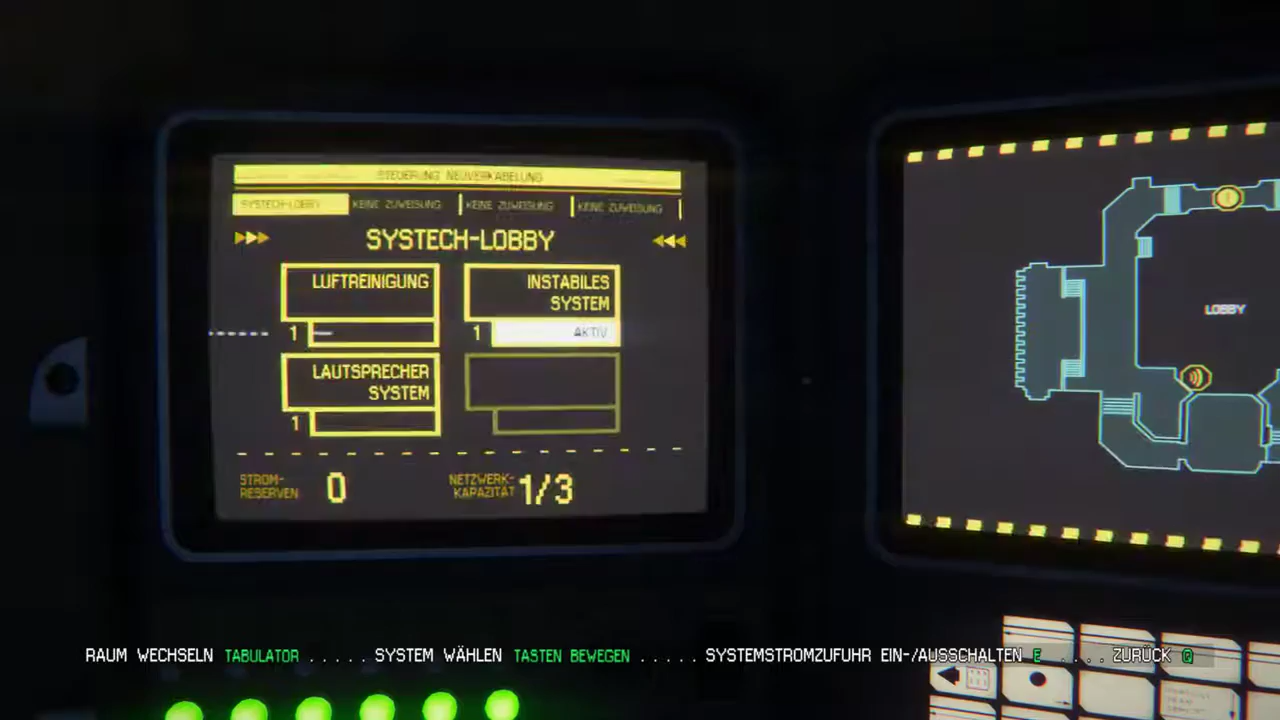 STEUERUNG NEUVERKABELUNG
SYSTECH-LOBBY KEINE ZUWEISUNG KEINE ZUWEISUNG KEINE ZUWEISUNG
SYSTECH-LOBBY
LUFTREINIGUNG
1
INSTABILES
SYSTEM
1 AKTIV
LAUTSPRECHER
SYSTEM
1
STROM-
RESERVEN 0
NETZWERK-
KAPAZITÄT 1/3
LOBBY
RAUM WECHSELN TABULATOR ..... SYSTEM WÄHLEN TASTEN BEWEGEN ..... SYSTEMSTROMZUFUHR EIN-/AUSSCHALTEN E ..... ZURÜCK Q